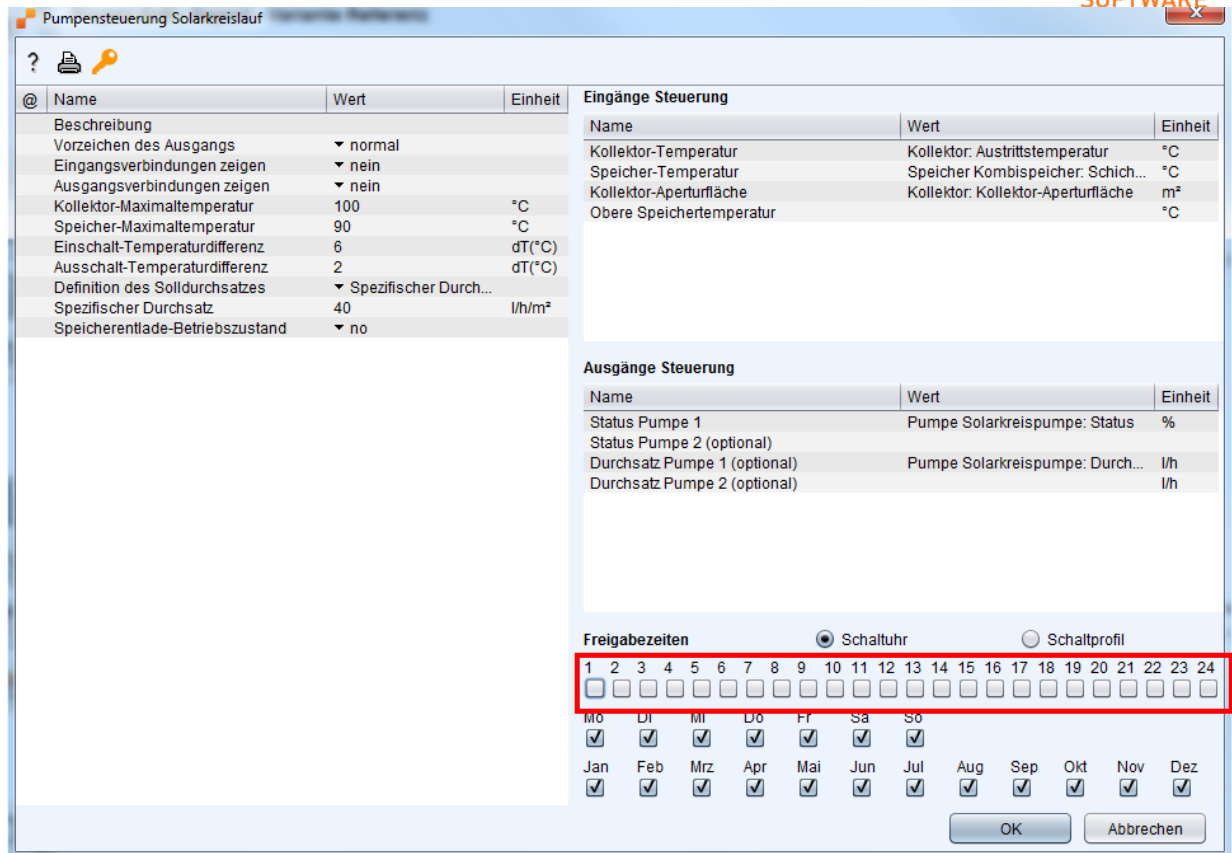 SOFTWARE
Pumpensteuerung Solarkreislauf
?
@ Name Wert Einheit
Beschreibung
Vorzeichen des Ausgangs normal
Eingangsverbindungen zeigen nein
Ausgangsverbindungen zeigen nein
Kollektor-Maximaltemperatur 100 °C
Speicher-Maximaltemperatur 90 °C
Einschalt-Temperaturdifferenz 6 dT(°C)
Ausschalt-Temperaturdifferenz 2 dT(°C)
Definition des Solldurchsatzes Spezifischer Durch...
Spezifischer Durchsatz 40 l/h/m²
Speicherentlade-Betriebszustand no
Eingänge Steuerung
Name Wert Einheit
Kollektor-Temperatur Kollektor: Austrittstemperatur °C
Speicher-Temperatur Speicher Kombispeicher: Schich... °C
Kollektor-Aperturfläche Kollektor: Kollektor-Aperturfläche m²
Obere Speichertemperatur °C
Ausgänge Steuerung
Name Wert Einheit
Status Pumpe 1 Pumpe Solarkreispumpe: Status %
Status Pumpe 2 (optional)
Durchsatz Pumpe 1 (optional) Pumpe Solarkreispumpe: Durch... l/h
Durchsatz Pumpe 2 (optional) l/h
Freigabezeiten Schaltuhr Schaltprofil
1 2 3 4 5 6 7 8 9 10 11 12 13 14 15 16 17 18 19 20 21 22 23 24
Mo Di Mi Do Fr Sa So
Jan Feb Mrz Apr Mai Jun Jul Aug Sep Okt Nov Dez
OK Abbrechen